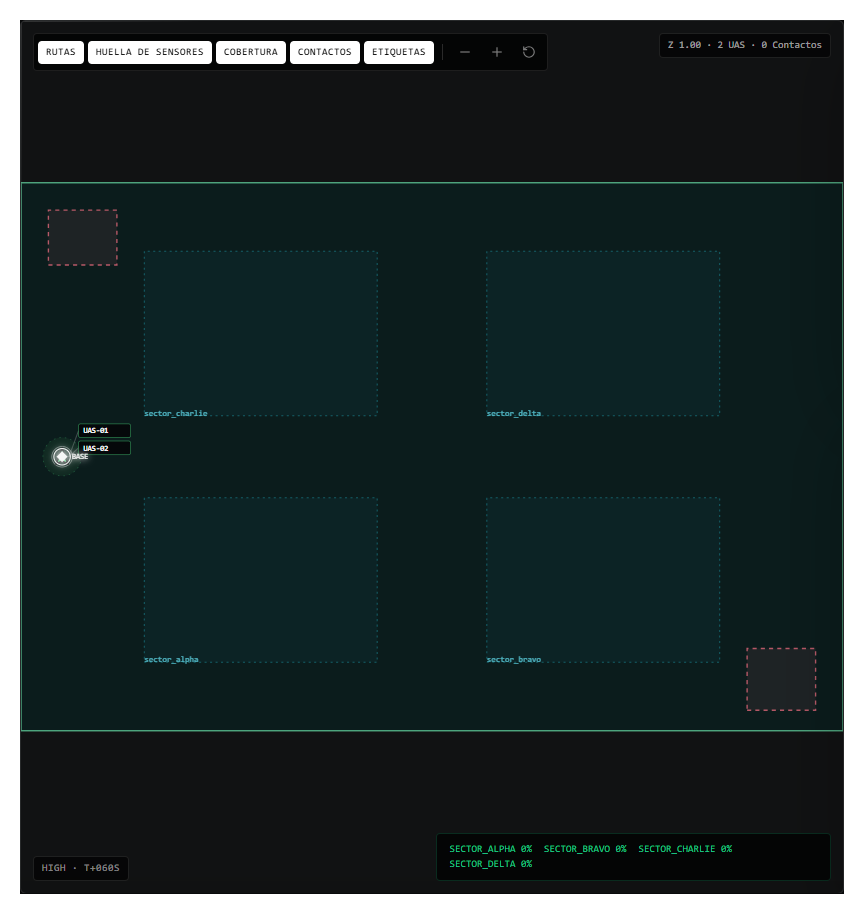 RUTAS HUELLA DE SENSORES COBERTURA CONTACTOS ETIQUETAS
Z 1.00 · 2 UAS · 0 Contactos
sector_charlie
sector_delta
UAS-01
UAS-02
BASE
sector_alpha
sector_bravo
HIGH · T+060S
SECTOR_ALPHA 0% SECTOR_BRAVO 0% SECTOR_CHARLIE 0%
SECTOR_DELTA 0%